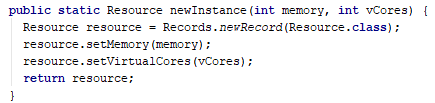 public static Resource newInstance(int memory, int vCores) {
  Resource resource = Records.newRecord(Resource.class);
  resource.setMemory(memory);
  resource.setVirtualCores(vCores);
  return resource;
}